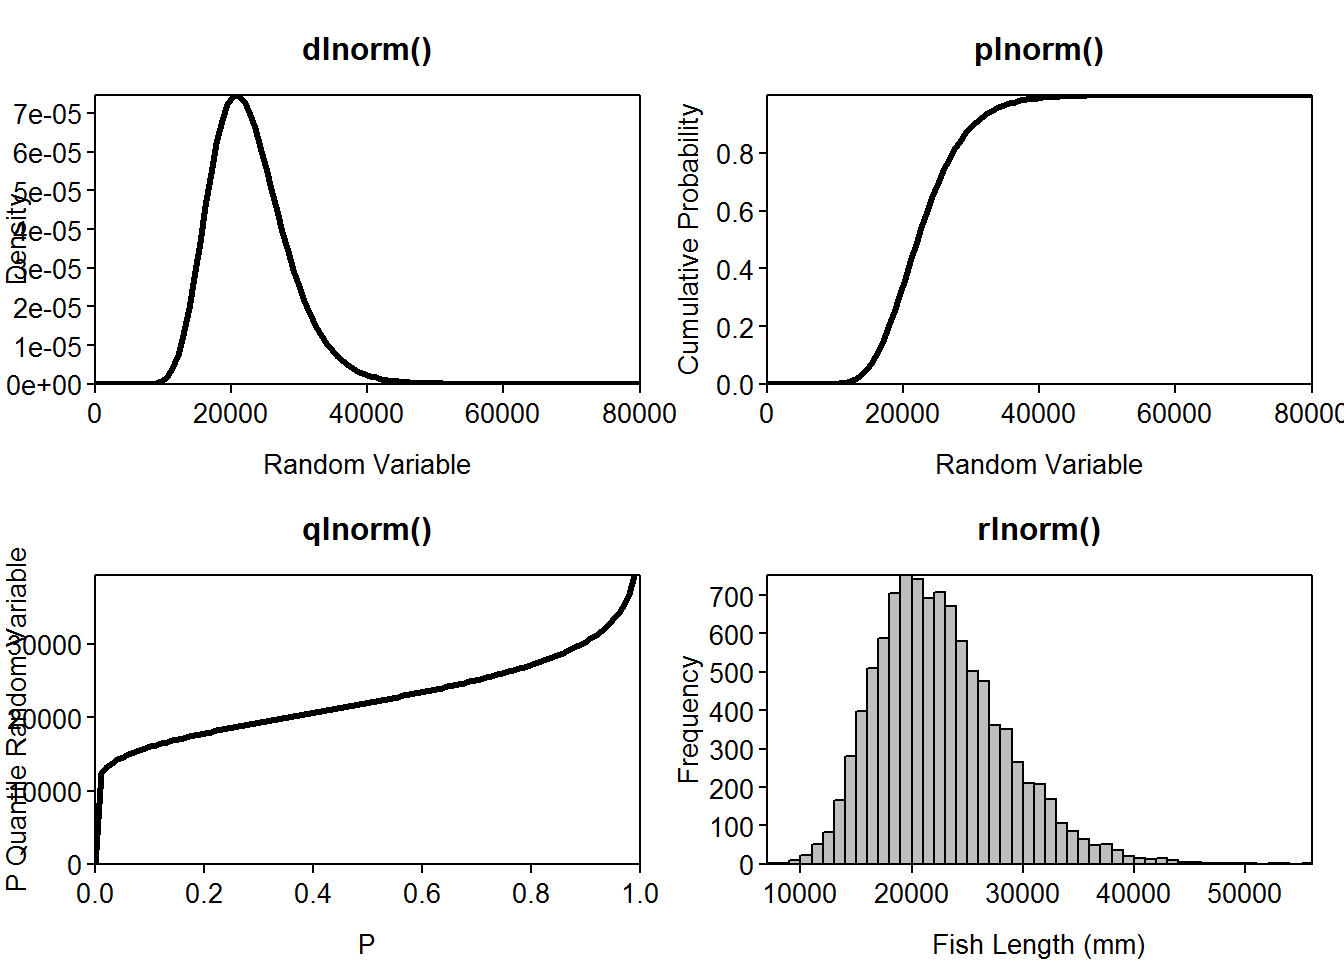 dlnorm()
Density
7e-05
6e-05
5e-05
4e-05
3e-05
2e-05
1e-05
0e+00
0 20000 40000 60000 80000
Random Variable
plnorm()
Cumulative Probability
0.8
0.6
0.4
0.2
0.0
0 20000 40000 60000 80000
Random Variable
qlnorm()
P Quantile Random Variable
30000
20000
10000
0
0.0 0.2 0.4 0.6 0.8 1.0
P
rlnorm()
Frequency
700
600
500
400
300
200
100
0
10000 20000 30000 40000 50000
Fish Length (mm)